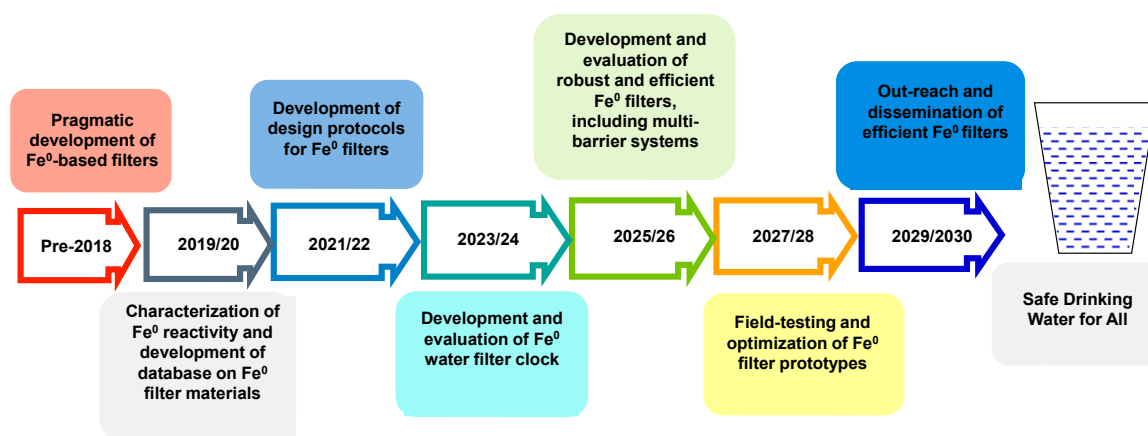 Pragmatic
development of
Fe⁰-based filters
Development of
design protocols
for Fe⁰ filters
Development and
evaluation of
robust and efficient
Fe⁰ filters,
including multi-
barrier systems
Out-reach and
dissemination of
efficient Fe⁰ filters
Pre-2018
2019/20
2021/22
2023/24
2025/26
2027/28
2029/2030
Characterization of
Fe⁰ reactivity and
development of
database on Fe⁰
filter materials
Development and
evaluation of Fe⁰
water filter clock
Field-testing and
optimization of Fe⁰
filter prototypes
Safe Drinking
Water for All